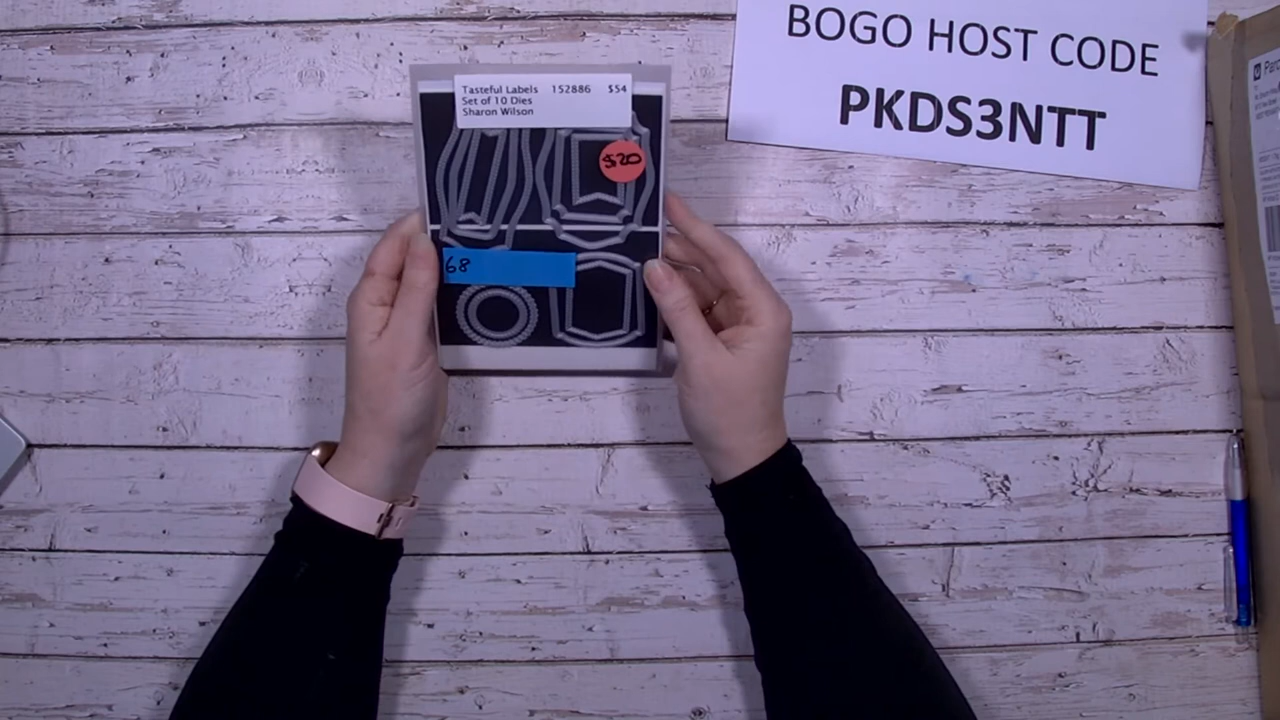 BOGO HOST CODE
PKDS3NTT
Tasteful Labels 152886 $54
Set of 10 Dies
Sharon Wilson
$20
68